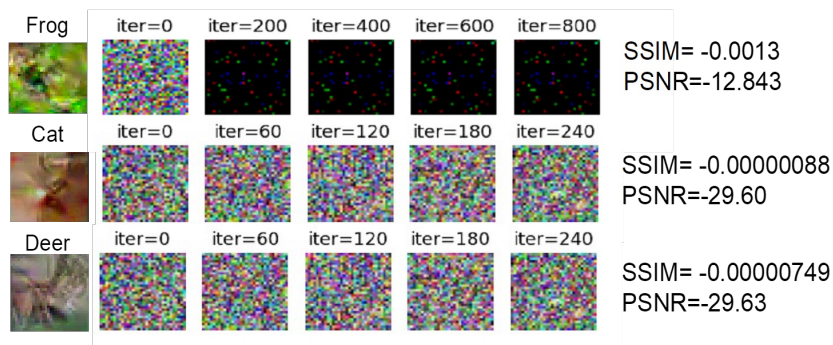 Frog iter=0 iter=200 iter=400 iter=600 iter=800
SSIM= -0.0013
PSNR=-12.843
Cat iter=0 iter=60 iter=120 iter=180 iter=240
SSIM= -0.00000088
PSNR=-29.60
Deer iter=0 iter=60 iter=120 iter=180 iter=240
SSIM= -0.00000749
PSNR=-29.63